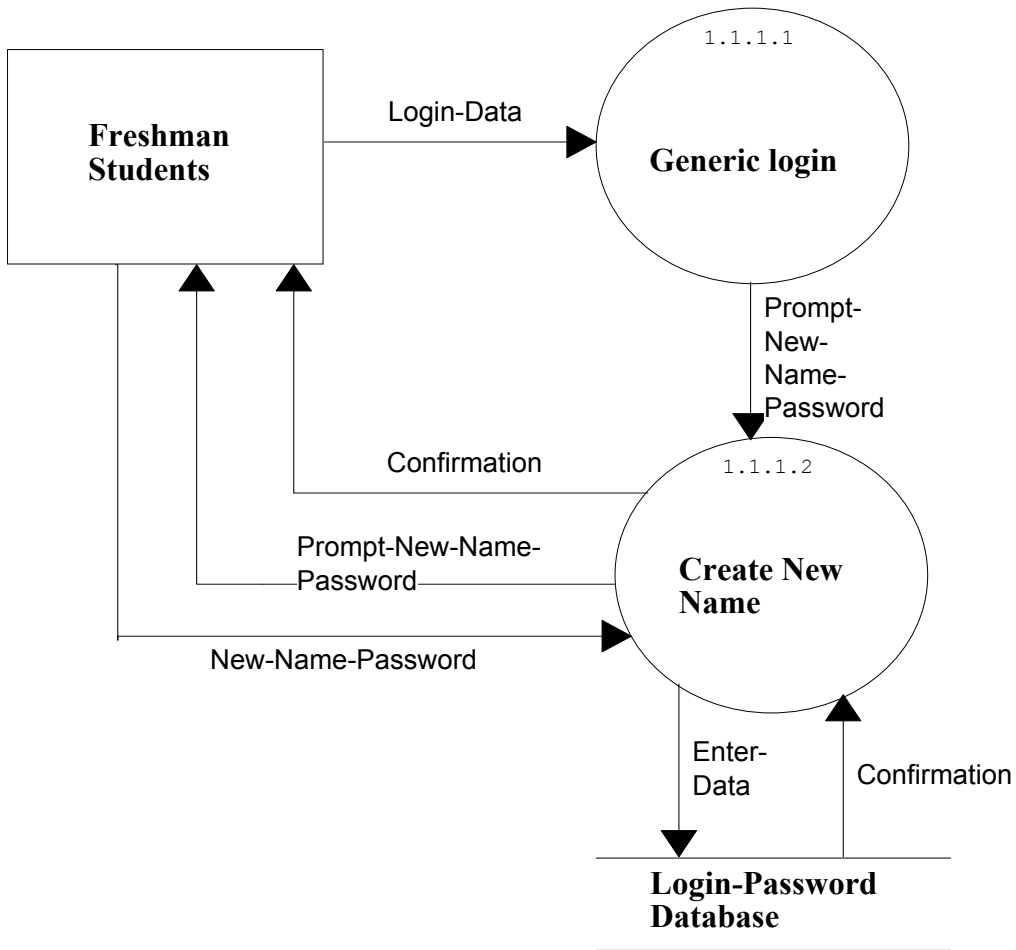 1.1.1.1
Login-Data
Freshman
Students
Generic login
Prompt-
New-
Name-
Password
Confirmation
1.1.1.2
Prompt-New-Name-
Password
Create New
Name
New-Name-Password
Enter-
Data
Confirmation
Login-Password
Database